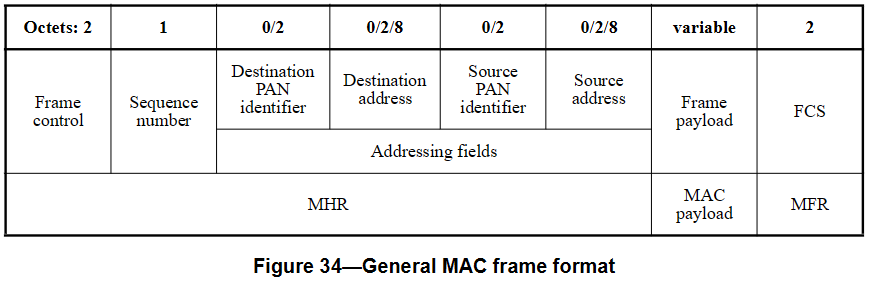 Octets: 2 1 0/2 0/2/8 0/2 0/2/8 variable 2
Frame
control
Sequence
number
Destination
PAN
identifier
Destination
address
Source
PAN
identifier
Source
address
Frame
payload
FCS
Addressing fields
MHR
MAC
payload
MFR
Figure 34—General MAC frame format